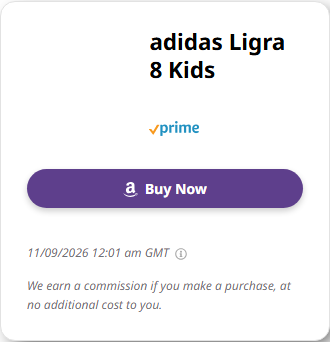 adidas Ligra
8 Kids
prime
Buy Now
11/09/2026 12:01 am GMT
We earn a commission if you make a purchase, at
no additional cost to you.